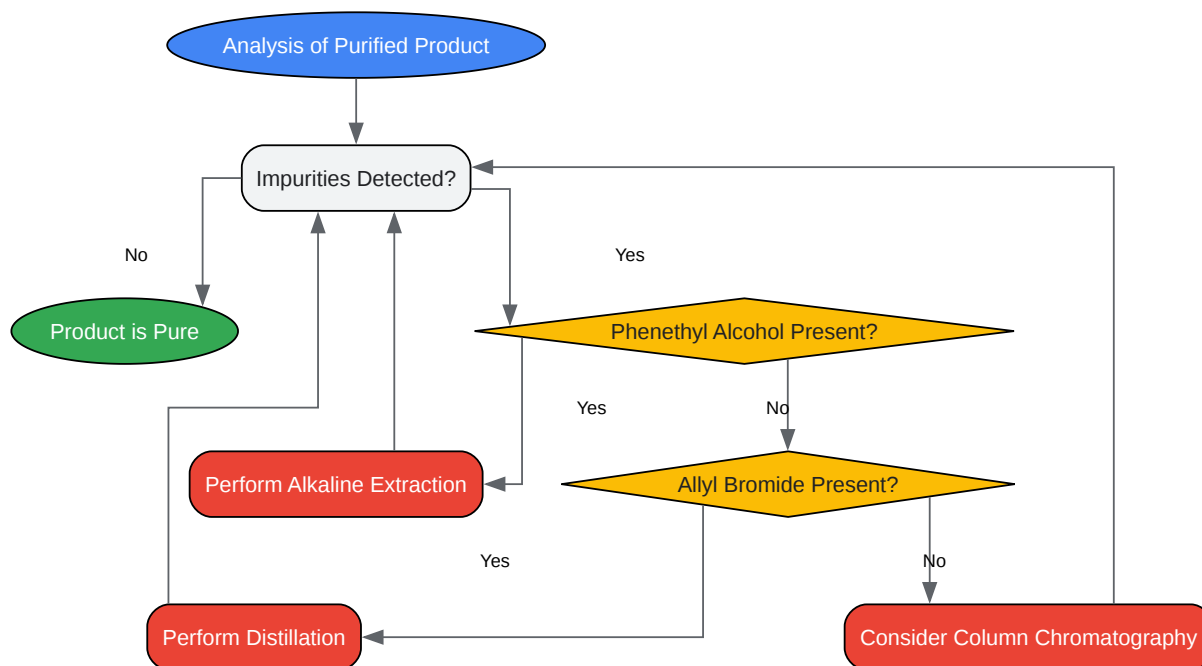 Analysis of Purified Product
Impurities Detected?
No
Yes
Product is Pure
Phenethyl Alcohol Present?
Yes
No
Perform Alkaline Extraction
Allyl Bromide Present?
Yes
No
Perform Distillation
Consider Column Chromatography